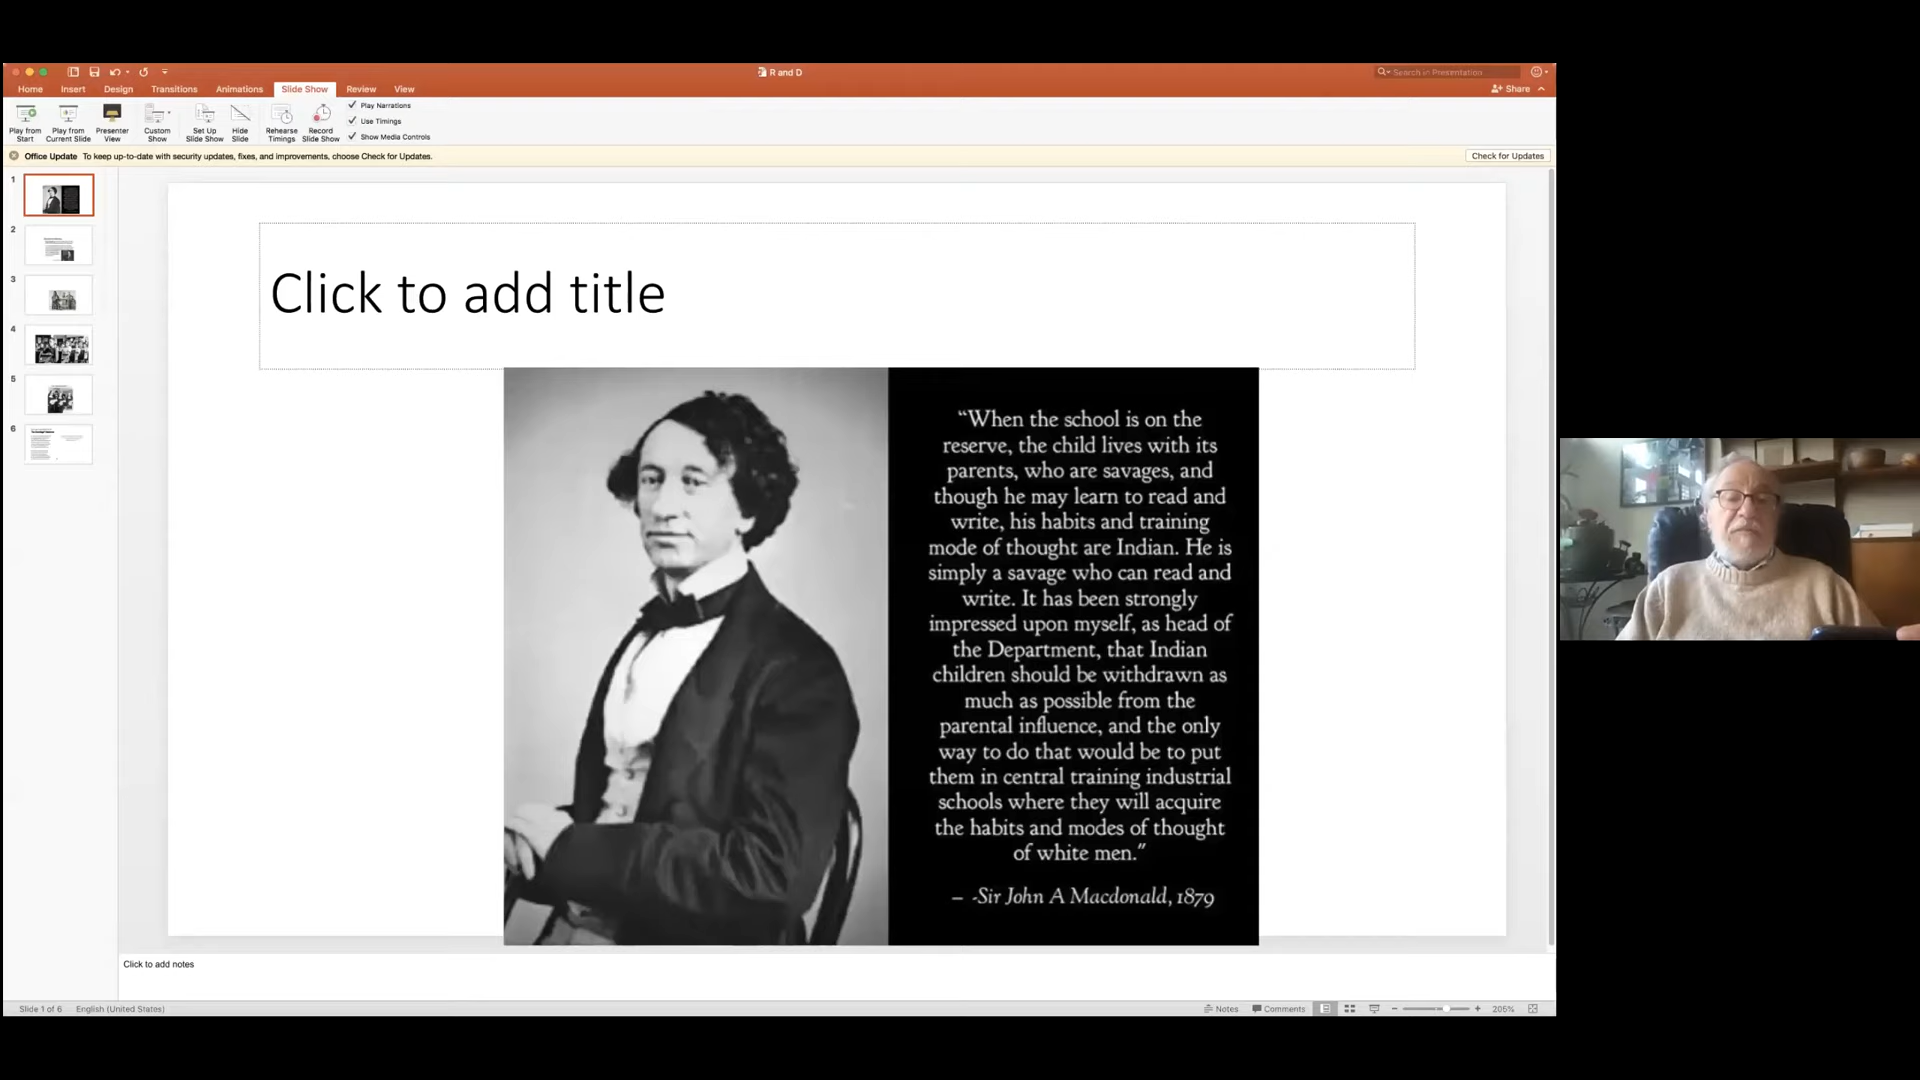 R and D
Search in Presentation
Home Insert Design Transitions Animations Slide Show Review View
Share
Play from Start
Play from Current Slide
Presenter View
Custom Show
Set Up Slide Show
Hide Slide
Rehearse Timings
Record Slide Show
Play Narrations
Use Timings
Show Media Controls
Office Update To keep up-to-date with security updates, fixes, and improvements, choose Check for Updates.
Check for Updates
1
2
3
4
5
6
Click to add title
“When the school is on the
reserve, the child lives with its
parents, who are savages, and
though he may learn to read and
write, his habits and training
mode of thought are Indian. He is
simply a savage who can read and
write. It has been strongly
impressed upon myself, as head of
the Department, that Indian
children should be withdrawn as
much as possible from the
parental influence, and the only
way to do that would be to put
them in central training industrial
schools where they will acquire
the habits and modes of thought
of white men.”
– -Sir John A Macdonald, 1879
Click to add notes
Slide 1 of 6 English (United States)
Notes Comments 205%